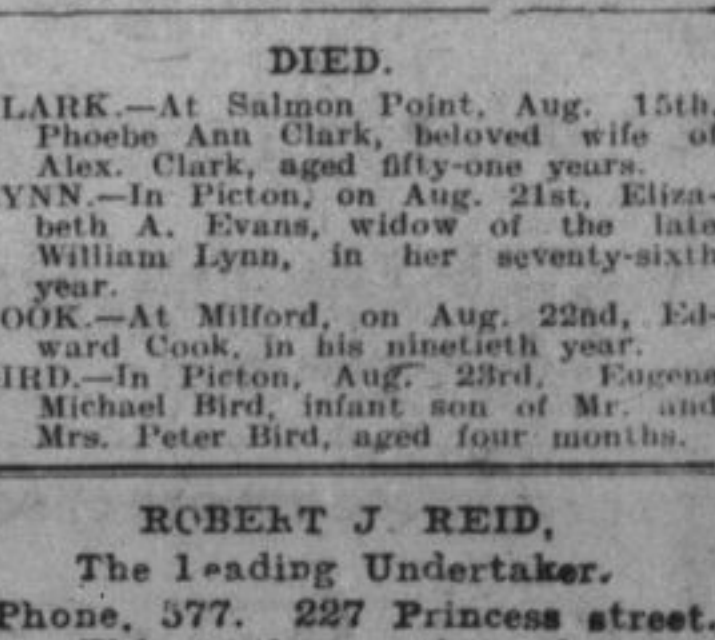 DIED.
LARK.—At Salmon Point, Aug. 15th,
Phoebe Ann Clark, beloved wife of
Alex. Clark, aged fifty-one years.
YNN.—In Picton, on Aug. 21st, Eliza-
beth A. Evans, widow of the late
William Lynn, in her seventy-sixth
year.
OOK.—At Milford, on Aug. 22nd, Ed-
ward Cook, in his ninetieth year.
IRD.—In Picton, Aug. 23rd, Eugene
Michael Bird, infant son of Mr. and
Mrs. Peter Bird, aged four months.
ROBERT J. REID,
The leading Undertaker.
Phone, 577. 227 Princess street.